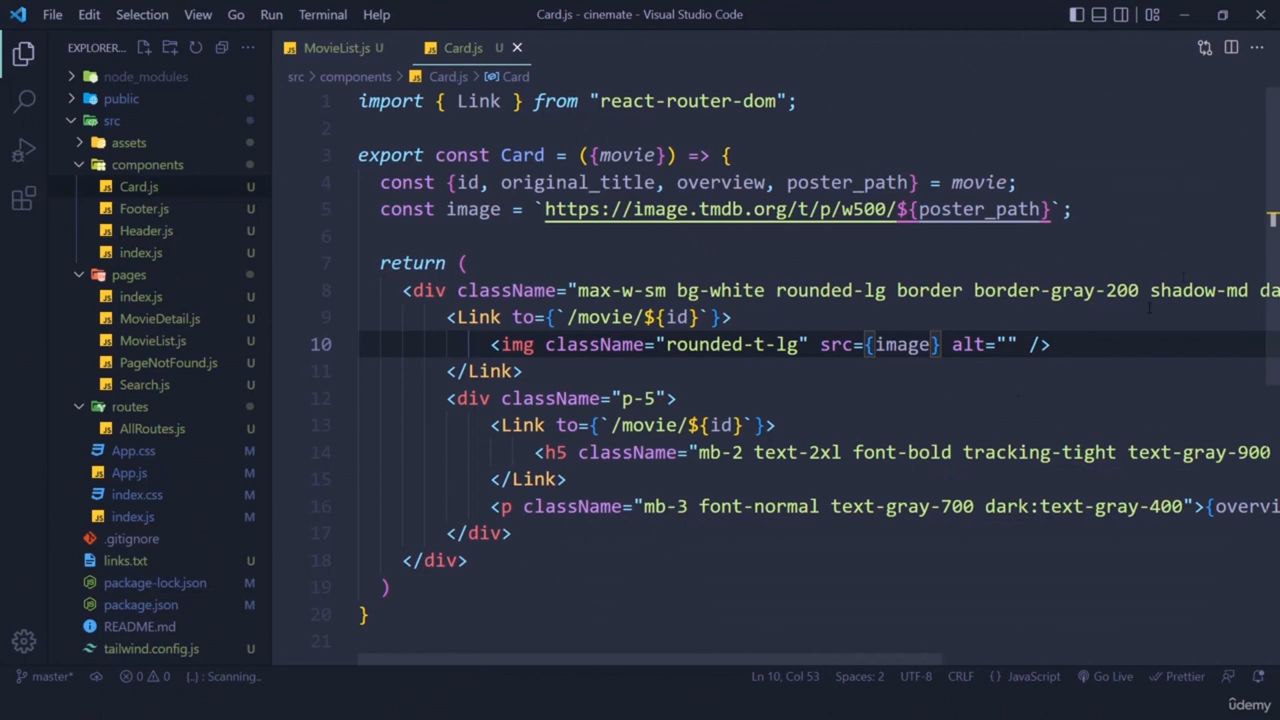 File Edit Selection View Go Run Terminal Help Card.js - cinemate - Visual Studio Code
EXPLORER...
MovieList.js U Card.js U
src > components > Card.js > Card
node_modules
public
src
assets
components
Card.js U
Footer.js U
Header.js U
index.js U
pages
index.js U
MovieDetail.js U
MovieList.js U
PageNotFound.js U
Search.js U
routes
AllRoutes.js U
App.css M
App.js M
index.css M
index.js M
.gitignore
links.txt U
package-lock.json M
package.json M
README.md
tailwind.config.js U
1 import { Link } from "react-router-dom";
2
3 export const Card = ({movie}) => {
4 const {id, original_title, overview, poster_path} = movie;
5 const image = `https://image.tmdb.org/t/p/w500/${poster_path}`;
6
7 return (
8 <div className="max-w-sm bg-white rounded-lg border border-gray-200 shadow-md da
9 <Link to={`/movie/${id}`}>
10 <img className="rounded-t-lg" src={image} alt="" />
11 </Link>
12 <div className="p-5">
13 <Link to={`/movie/${id}`}>
14 <h5 className="mb-2 text-2xl font-bold tracking-tight text-gray-900
15 </Link>
16 <p className="mb-3 font-normal text-gray-700 dark:text-gray-400">{overvi
17 </div>
18 </div>
19 )
20 }
21
master* 0 0 {..} : Scanning.. Ln 10, Col 53 Spaces: 2 UTF-8 CRLF {} JavaScript Go Live Prettier
ûdemy